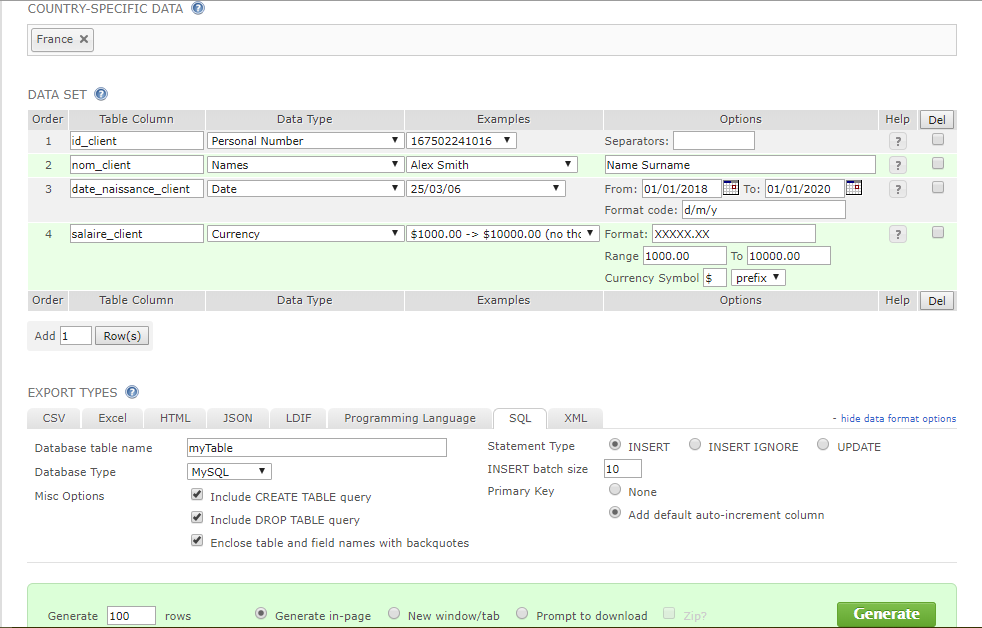 COUNTRY-SPECIFIC DATA ?
France ✕
DATA SET ?
Order Table Column Data Type Examples Options Help Del
1 id_client Personal Number 167502241016 Separators: ?
2 nom_client Names Alex Smith Name Surname ?
3 date_naissance_client Date 25/03/06 From: 01/01/2018 To: 01/01/2020 ?
Format code: d/m/y
4 salaire_client Currency $1000.00 -> $10000.00 (no tho Format: XXXXX.XX ?
Range 1000.00 To 10000.00
Currency Symbol $ prefix
Order Table Column Data Type Examples Options Help Del
Add 1 Row(s)
EXPORT TYPES ?
CSV Excel HTML JSON LDIF Programming Language SQL XML - hide data format options
Database table name myTable Statement Type INSERT INSERT IGNORE UPDATE
Database Type MySQL INSERT batch size 10
Misc Options Include CREATE TABLE query Primary Key None
Include DROP TABLE query Add default auto-increment column
Enclose table and field names with backquotes
Generate 100 rows Generate in-page New window/tab Prompt to download Zip? Generate